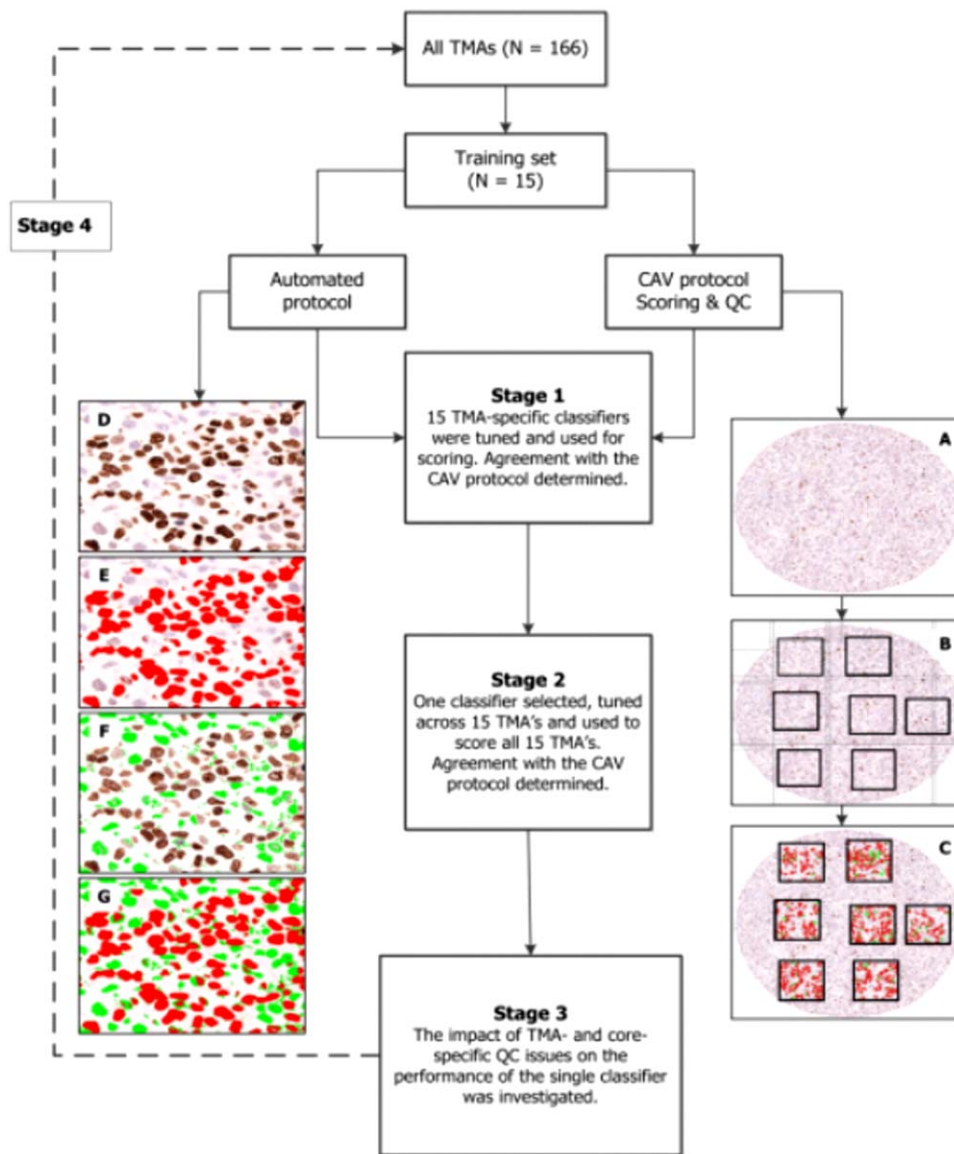 All TMAs (N = 166)
Training set
(N = 15)
Stage 4
Automated
protocol
CAV protocol
Scoring & QC
Stage 1
15 TMA-specific classifiers
were tuned and used for
scoring. Agreement with the
CAV protocol determined.
D
E
F
G
A
B
C
Stage 2
One classifier selected, tuned
across 15 TMA's and used to
score all 15 TMA's.
Agreement with the CAV
protocol determined.
Stage 3
The impact of TMA- and core-
specific QC issues on the
performance of the single classifier
was investigated.